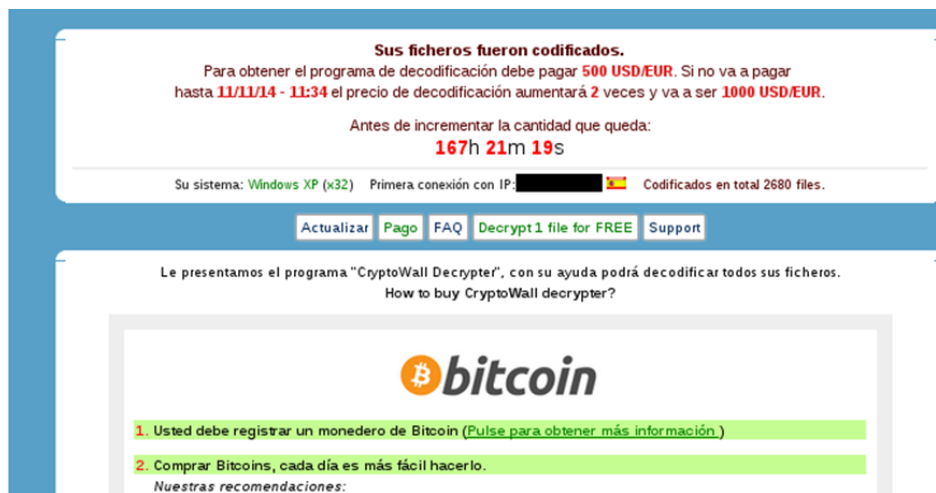 Sus ficheros fueron codificados.
Para obtener el programa de decodificación debe pagar 500 USD/EUR. Si no va a pagar
hasta 11/11/14 - 11:34 el precio de decodificación aumentará 2 veces y va a ser 1000 USD/EUR.
Antes de incrementar la cantidad que queda:
167h 21m 19s
Su sistema: Windows XP (x32) Primera conexión con IP: Codificados en total 2680 files.
Actualizar Pago FAQ Decrypt 1 file for FREE Support
Le presentamos el programa "CryptoWall Decrypter", con su ayuda podrá decodificar todos sus ficheros.
How to buy CryptoWall decrypter?
bitcoin
1. Usted debe registrar un monedero de Bitcoin (Pulse para obtener más información )
2. Comprar Bitcoins, cada día es más fácil hacerlo.
Nuestras recomendaciones: